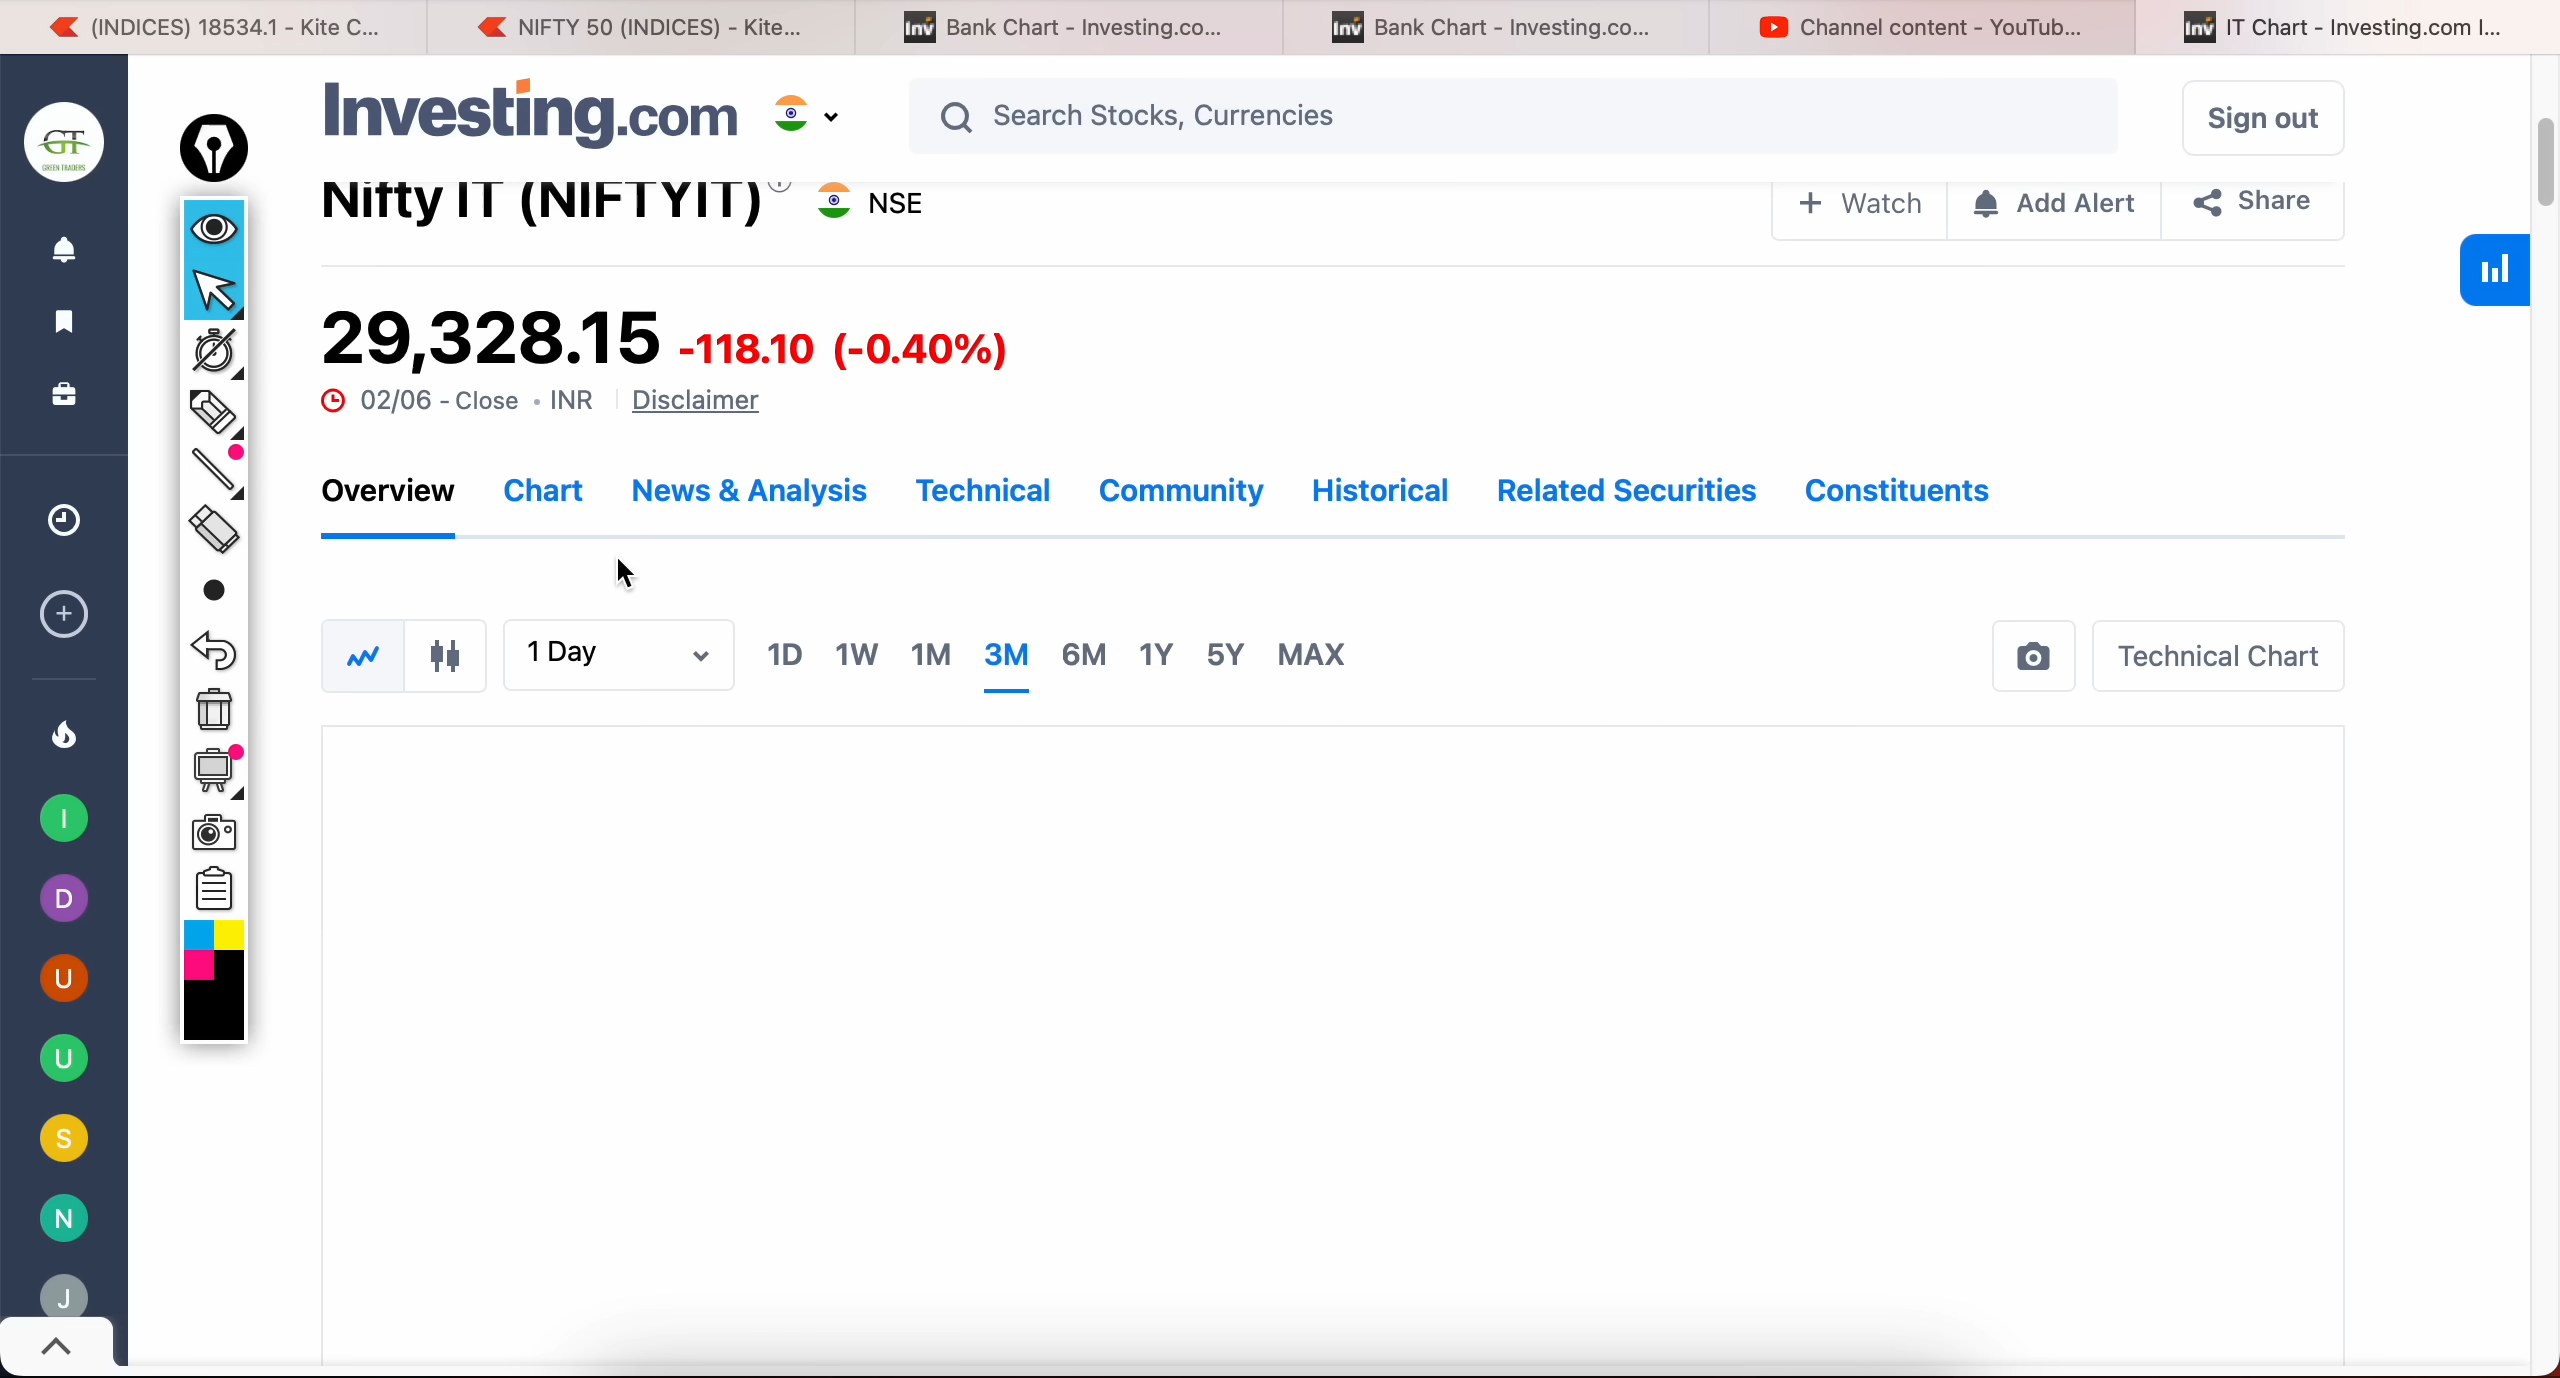 (INDICES) 18534.1 - Kite C...
NIFTY 50 (INDICES) - Kite...
Bank Chart - Investing.co...
Bank Chart - Investing.co...
Channel content - YouTub...
IT Chart - Investing.com I...
GT
GREEN TRADERS
Investing.com
Search Stocks, Currencies
Sign out
Nifty IT (NIFTYIT)
NSE
+ Watch
Add Alert
Share
29,328.15 -118.10 (-0.40%)
02/06 - Close • INR
Disclaimer
Overview Chart News & Analysis Technical Community Historical Related Securities Constituents
1 Day
1D 1W 1M 3M 6M 1Y 5Y MAX
Technical Chart
I
D
U
U
S
N
J